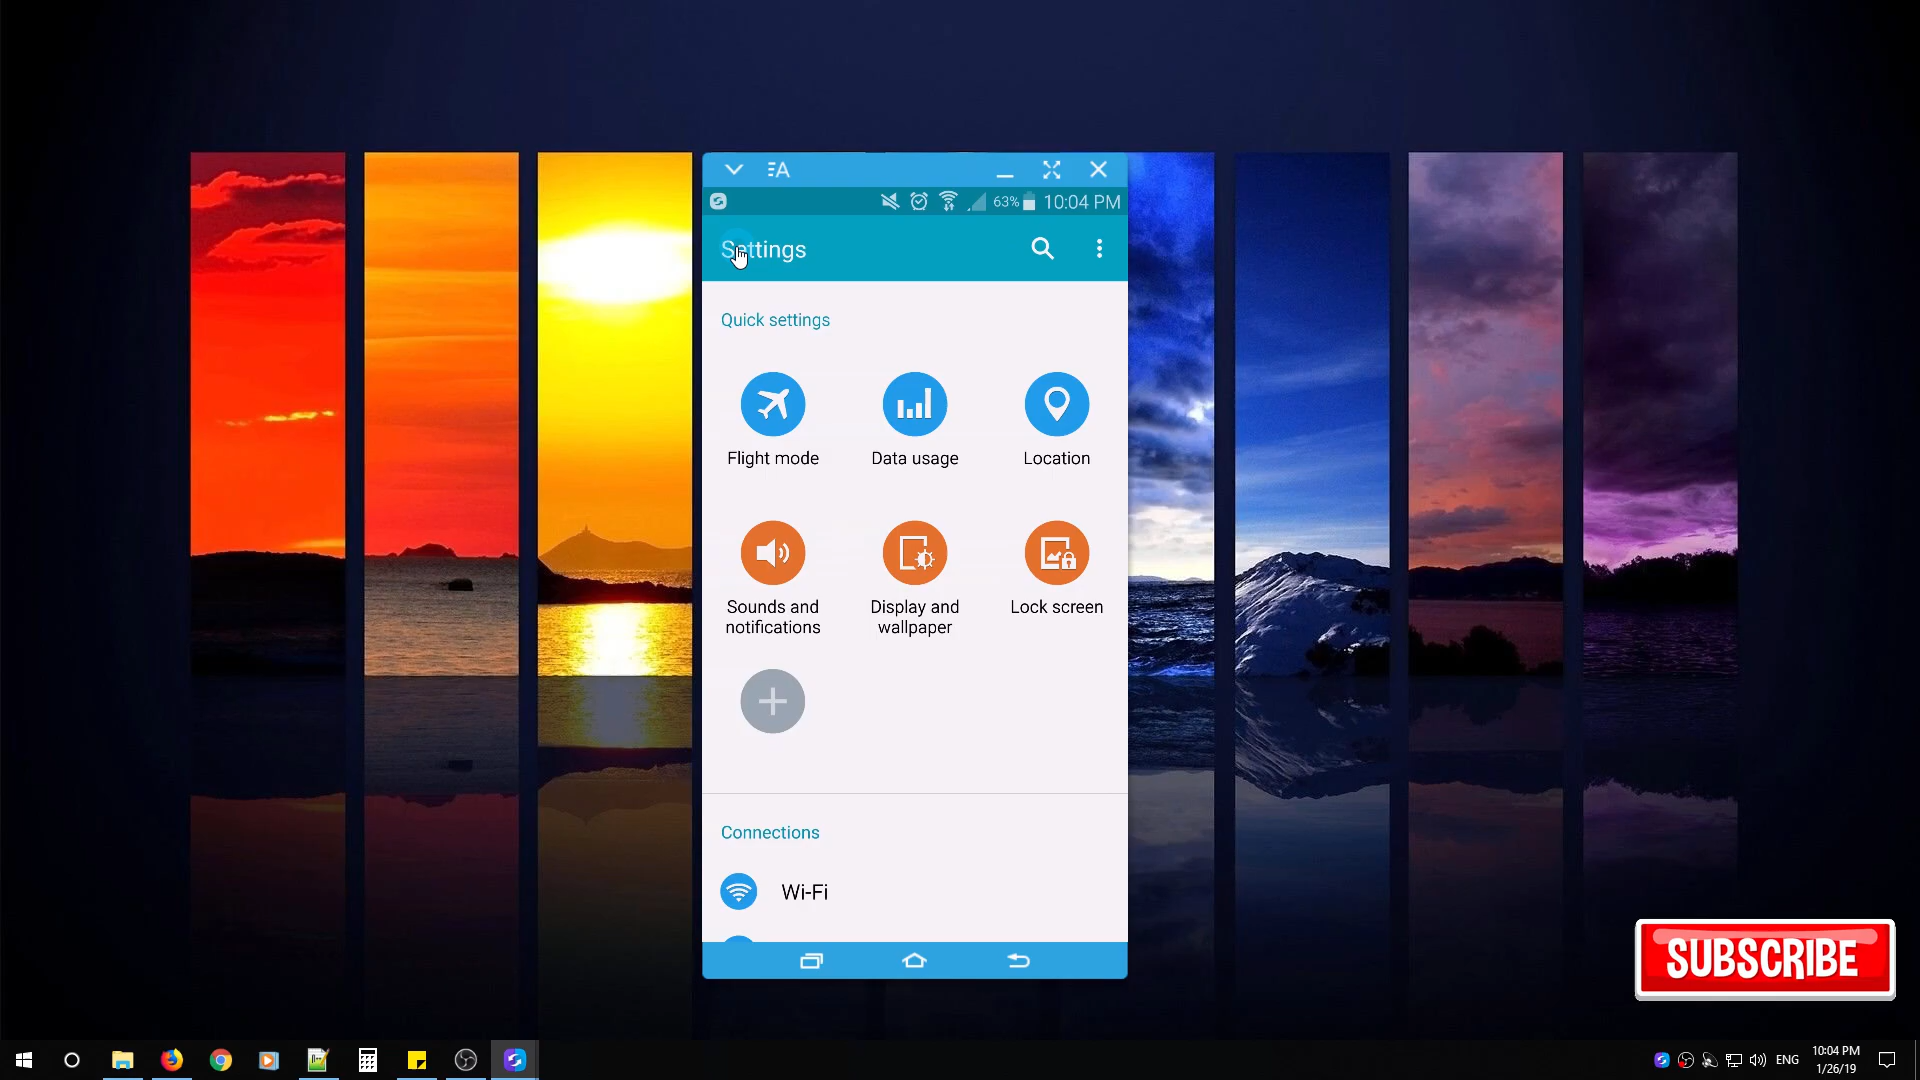 63% 10:04 PM
Settings
Quick settings
Flight mode
Data usage
Location
Sounds and
notifications
Display and
wallpaper
Lock screen
Connections
Wi-Fi
SUBSCRIBE
ENG
10:04 PM
1/26/19